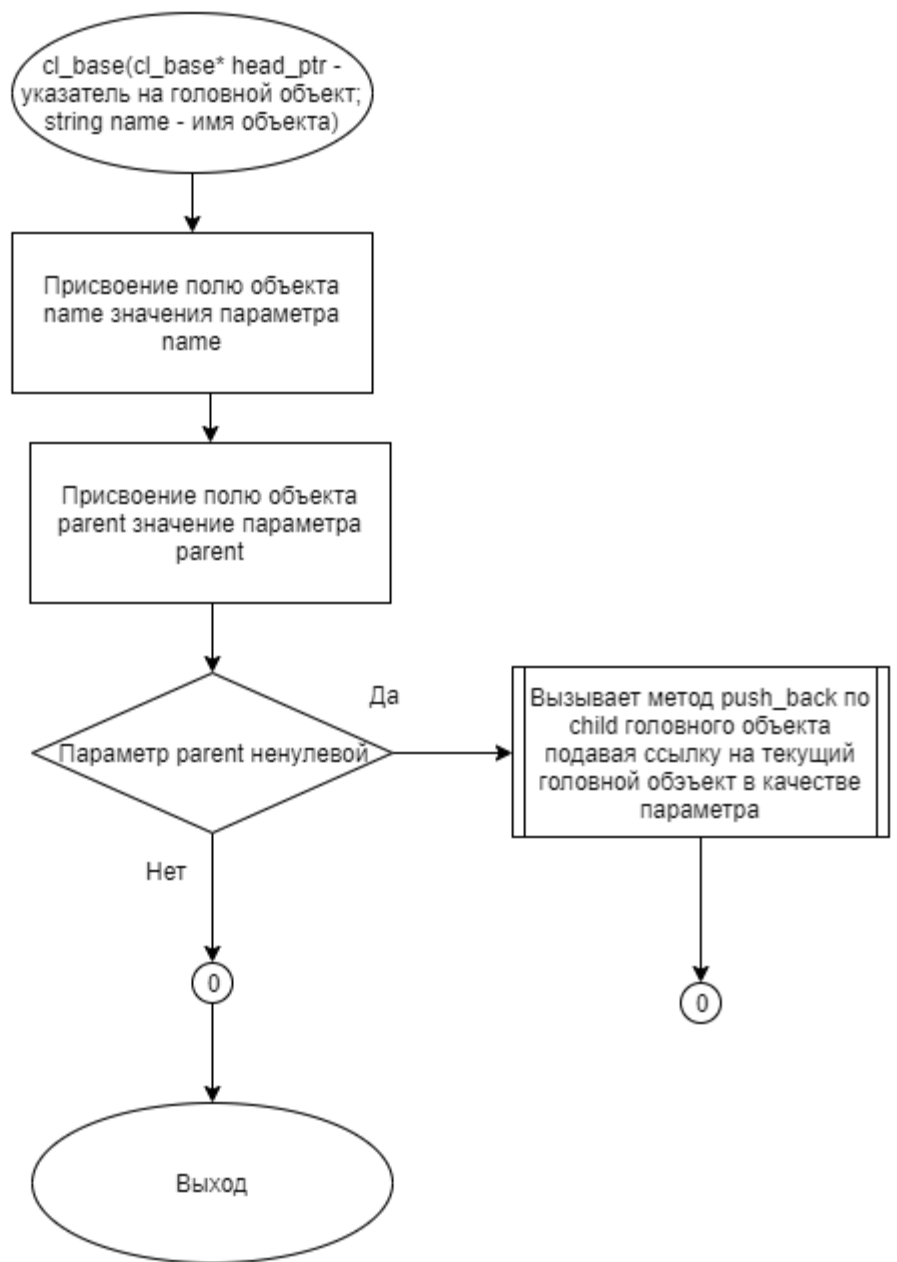 cl_base(cl_base* head_ptr -
указатель на головной объект;
string name - имя объекта)
Присвоение полю объекта
name значения параметра
name
Присвоение полю объекта
parent значение параметра
parent
Параметр parent ненулевой
Да
Вызывает метод push_back по
child головного объекта
подавая ссылку на текущий
головной обэъект в качестве
параметра
Нет
0
0
Выход